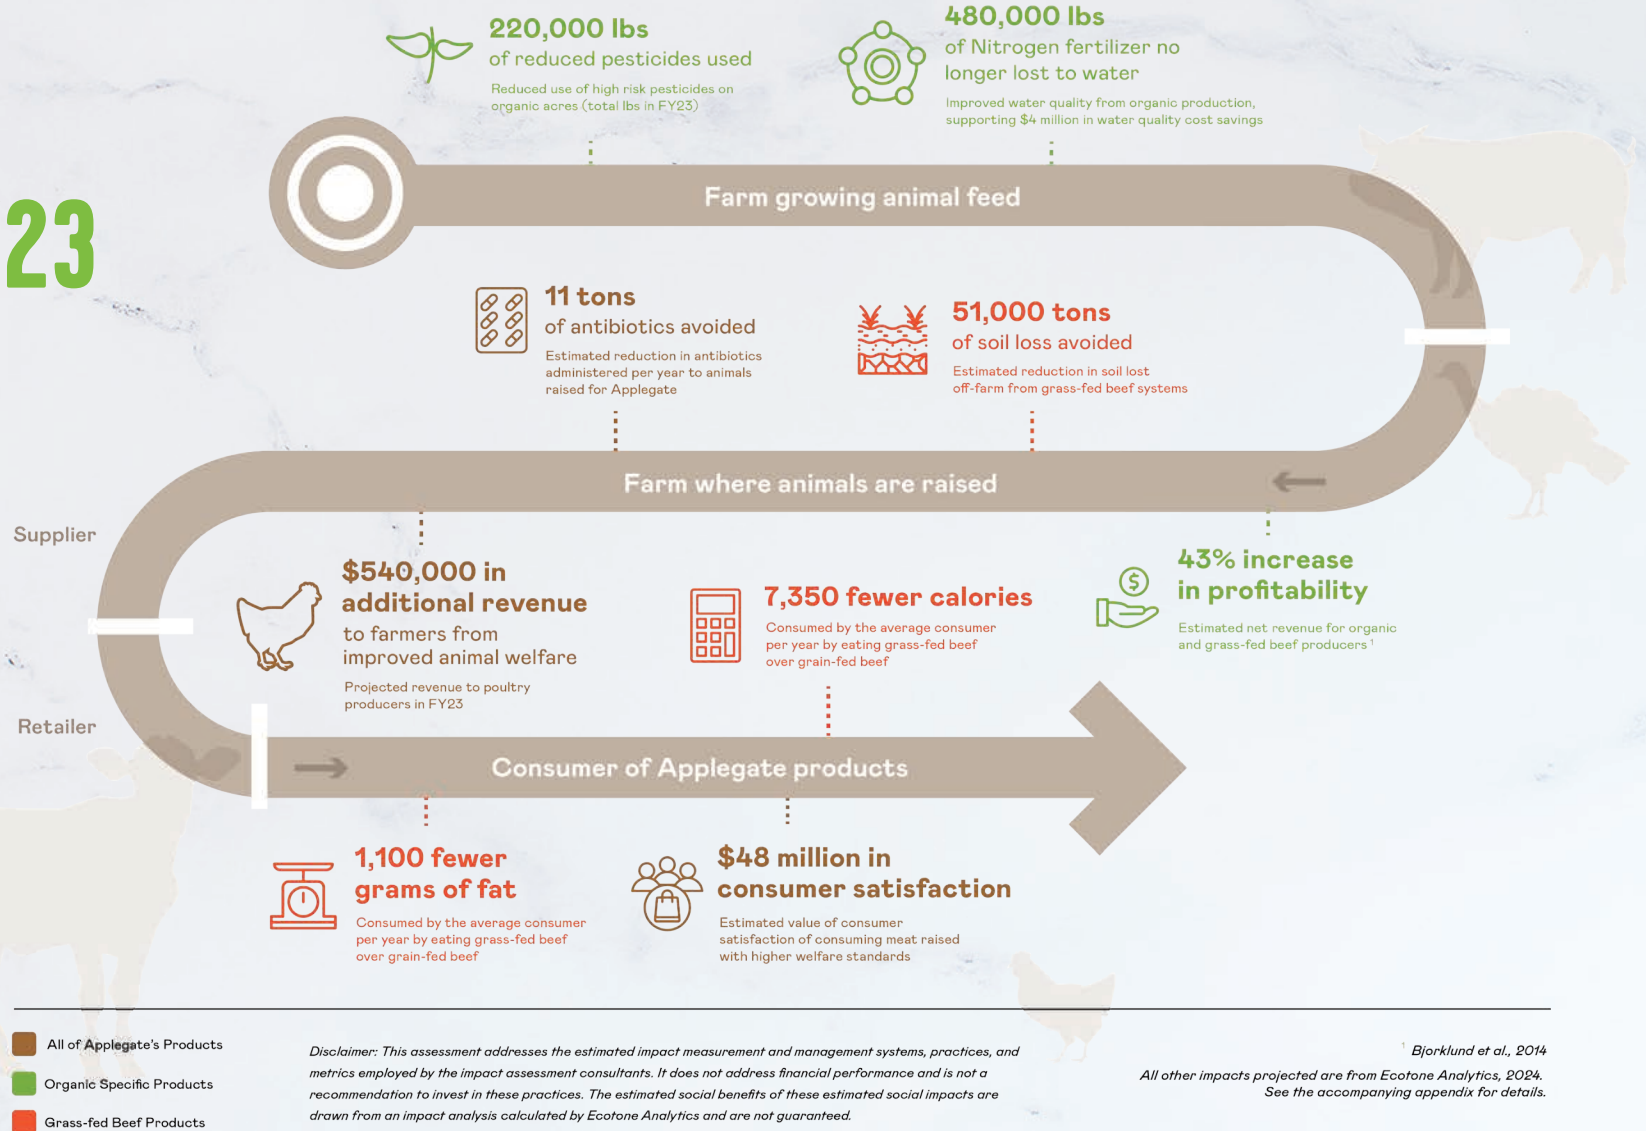 220,000 lbs
of reduced pesticides used
Reduced use of high risk pesticides on
organic acres (total lbs in FY23)
480,000 lbs
of Nitrogen fertilizer no
longer lost to water
Improved water quality from organic production,
supporting $4 million in water quality cost savings
Farm growing animal feed
23
11 tons
of antibiotics avoided
Estimated reduction in antibiotics
administered per year to animals
raised for Applegate
51,000 tons
of soil loss avoided
Estimated reduction in soil lost
off-farm from grass-fed beef systems
Farm where animals are raised
Supplier
$540,000 in
additional revenue
to farmers from
improved animal welfare
Projected revenue to poultry
producers in FY23
7,350 fewer calories
Consumed by the average consumer
per year by eating grass-fed beef
over grain-fed beef
43% increase
in profitability
Estimated net revenue for organic
and grass-fed beef producers ¹
Retailer
Consumer of Applegate products
1,100 fewer
grams of fat
Consumed by the average consumer
per year by eating grass-fed beef
over grain-fed beef
$48 million in
consumer satisfaction
Estimated value of consumer
satisfaction of consuming meat raised
with higher welfare standards
All of Applegate's Products
Organic Specific Products
Grass-fed Beef Products
Disclaimer: This assessment addresses the estimated impact measurement and management systems, practices, and
metrics employed by the impact assessment consultants. It does not address financial performance and is not a
recommendation to invest in these practices. The estimated social benefits of these estimated social impacts are
drawn from an impact analysis calculated by Ecotone Analytics and are not guaranteed.
¹ Bjorklund et al., 2014
All other impacts projected are from Ecotone Analytics, 2024.
See the accompanying appendix for details.